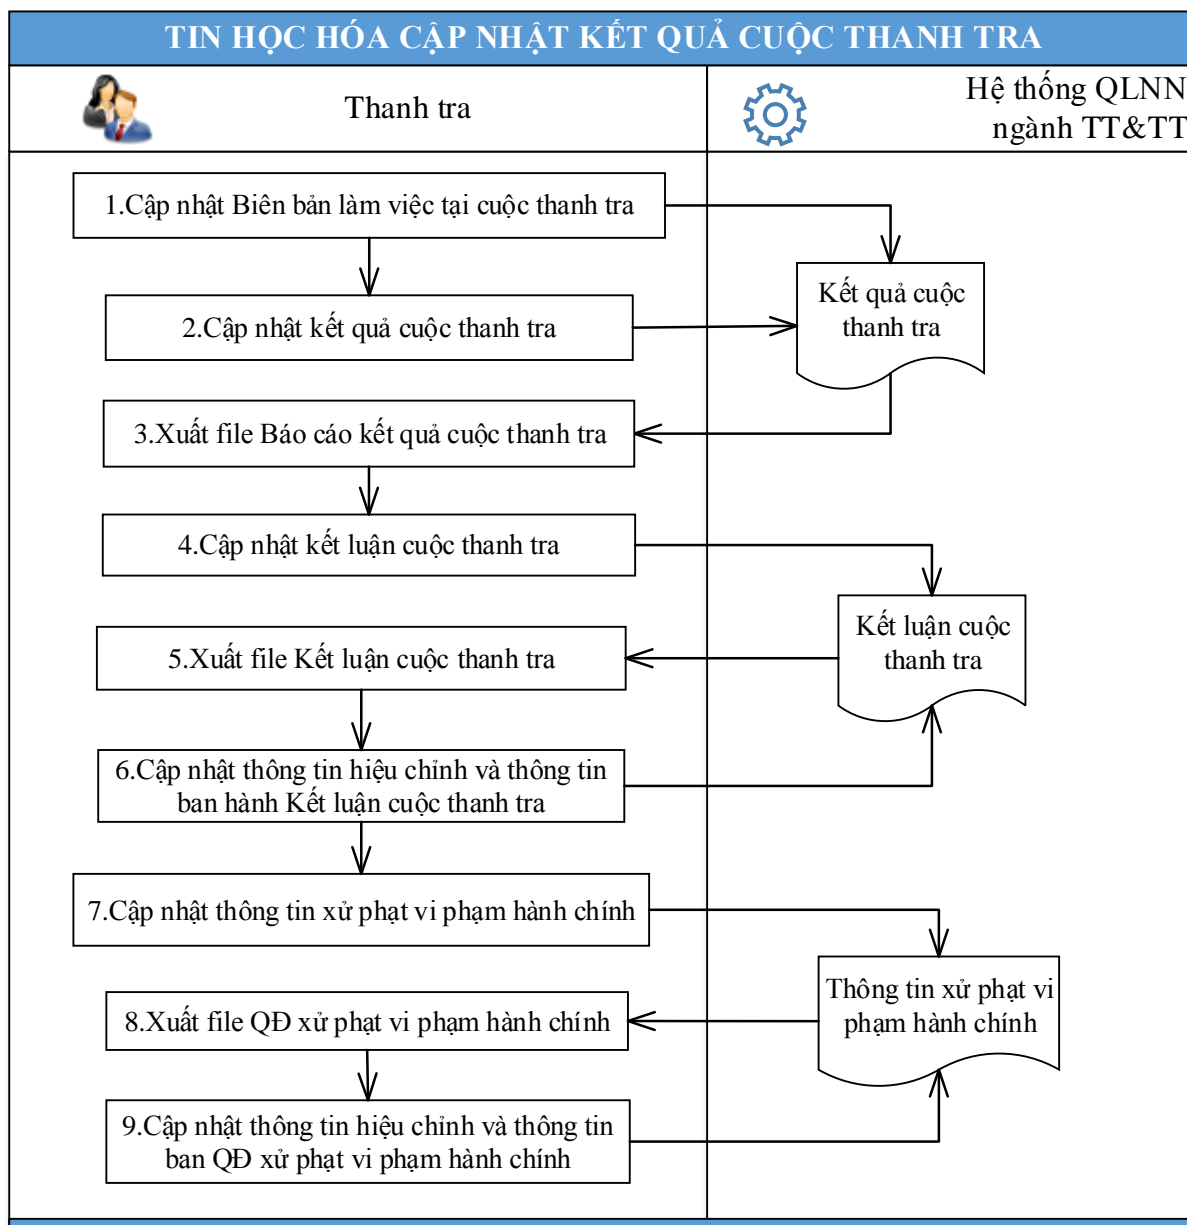 TIN HỌC HÓA CẬP NHẬT KẾT QUẢ CUỘC THANH TRA
Thanh tra
Hệ thống QLNN
ngành TT&TT
1.Cập nhật Biên bản làm việc tại cuộc thanh tra
Kết quả cuộc
thanh tra
2.Cập nhật kết quả cuộc thanh tra
3.Xuất file Báo cáo kết quả cuộc thanh tra
4.Cập nhật kết luận cuộc thanh tra
Kết luận cuộc
thanh tra
5.Xuất file Kết luận cuộc thanh tra
6.Cập nhật thông tin hiệu chỉnh và thông tin
ban hành Kết luận cuộc thanh tra
7.Cập nhật thông tin xử phạt vi phạm hành chính
Thông tin xử phạt vi
phạm hành chính
8.Xuất file QĐ xử phạt vi phạm hành chính
9.Cập nhật thông tin hiệu chỉnh và thông tin
ban QĐ xử phạt vi phạm hành chính